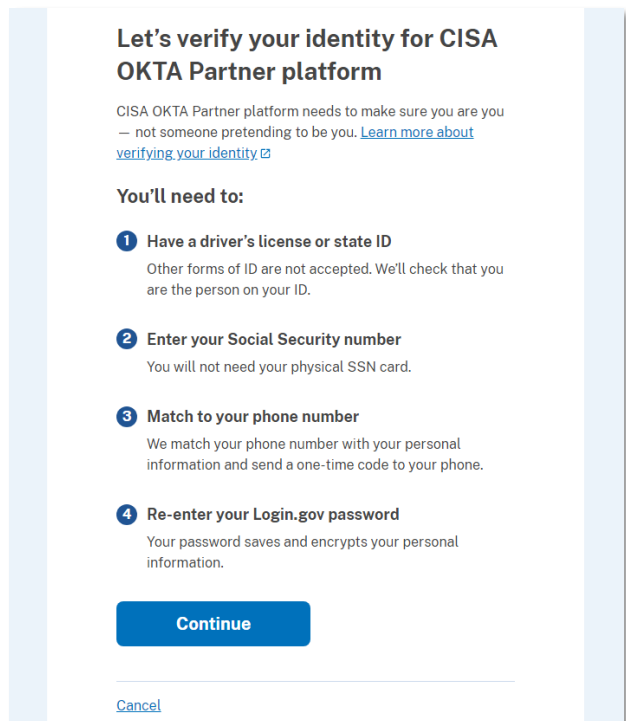 Let’s verify your identity for CISA
OKTA Partner platform
CISA OKTA Partner platform needs to make sure you are you
— not someone pretending to be you. Learn more about
verifying your identity
You’ll need to:
1 Have a driver’s license or state ID
Other forms of ID are not accepted. We’ll check that you
are the person on your ID.
2 Enter your Social Security number
You will not need your physical SSN card.
3 Match to your phone number
We match your phone number with your personal
information and send a one-time code to your phone.
4 Re-enter your Login.gov password
Your password saves and encrypts your personal
information.
Continue
Cancel